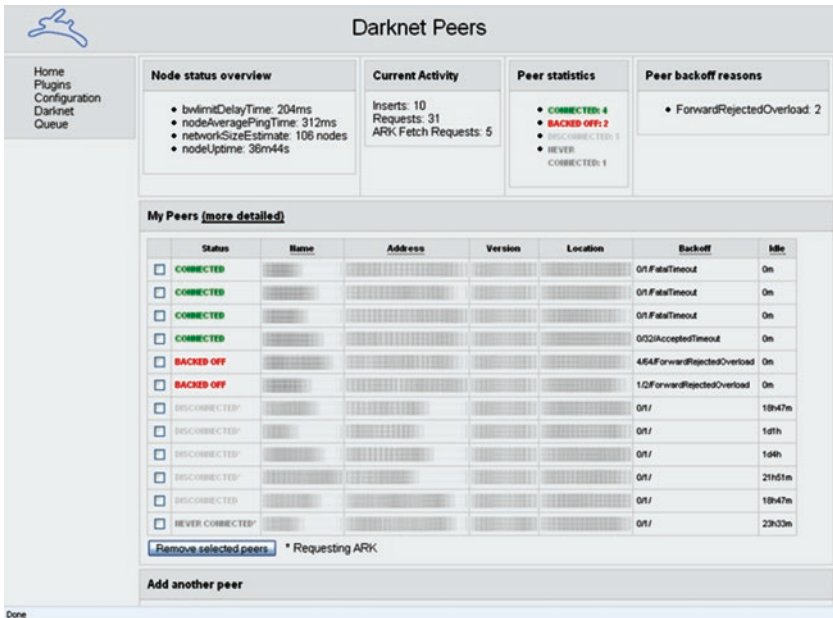 Darknet Peers
Home
Plugins
Configuration
Darknet
Queue
Node status overview
• bwlimitDelayTime: 204ms
• nodeAveragePingTime: 312ms
• networkSizeEstimate: 106 nodes
• nodeUptime: 36m44s
Current Activity
Inserts: 10
Requests: 31
ARK Fetch Requests: 5
Peer statistics
• CONNECTED: 4
• BACKED OFF: 2
• DISCONNECTED:
• NEVER
CONNECTED: 1
Peer backoff reasons
• ForwardRejectedOverload: 2
My Peers (more detailed)
Status Name Address Version Location Backoff Idle
CONNECTED 0/1/FatalTimeout 0m
CONNECTED 0/1/FatalTimeout 0m
CONNECTED 0/1/FatalTimeout 0m
CONNECTED 0/32/AcceptedTimeout 0m
BACKED OFF 4/64/ForwardRejectedOverload 0m
BACKED OFF 1/2/ForwardRejectedOverload 0m
DISCONNECTED* 0/1/ 18h47m
DISCONNECTED* 0/1/ 1d1h
DISCONNECTED* 0/1/ 1d4h
DISCONNECTED* 0/1/ 21h51m
DISCONNECTED 0/1/ 18h47m
NEVER CONNECTED* 0/1/ 23h33m
Remove selected peers * Requesting ARK
Add another peer
Done